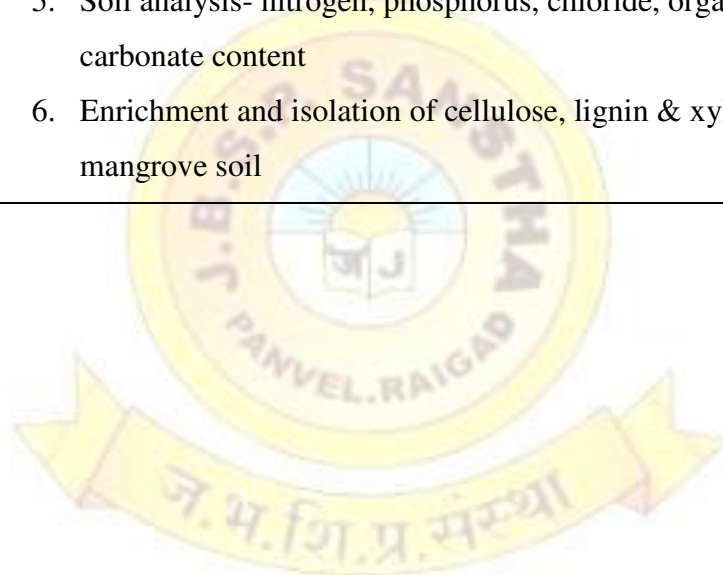 5. Soil analysis- nitrogen, phosphorus, chloride, orga
carbonate content
6. Enrichment and isolation of cellulose, lignin & xy
mangrove soil
J.B.S.P. SANSTHA
ज J
PANVEL.RAIGAD
ज.भ.शि.प्र.संस्था